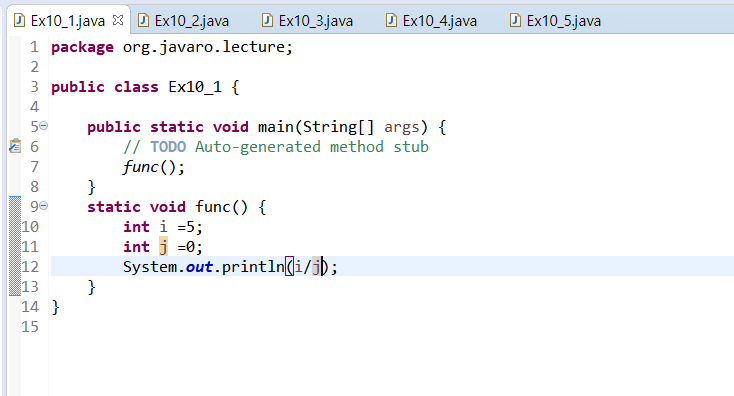 Ex10_1.java Ex10_2.java Ex10_3.java Ex10_4.java Ex10_5.java
1 package org.javaro.lecture;
2
3 public class Ex10_1 {
4
5 public static void main(String[] args) {
6 // TODO Auto-generated method stub
7 func();
8 }
9 static void func() {
10 int i =5;
11 int j =0;
12 System.out.println(i/j);
13 }
14 }
15